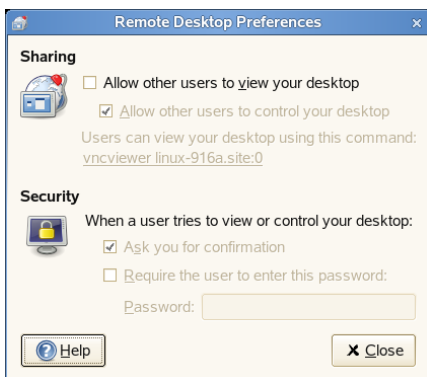 Remote Desktop Preferences
Sharing
Allow other users to view your desktop
Allow other users to control your desktop
Users can view your desktop using this command:
vncviewer linux-916a.site:0
Security
When a user tries to view or control your desktop:
Ask you for confirmation
Require the user to enter this password:
Password:
Help
Close